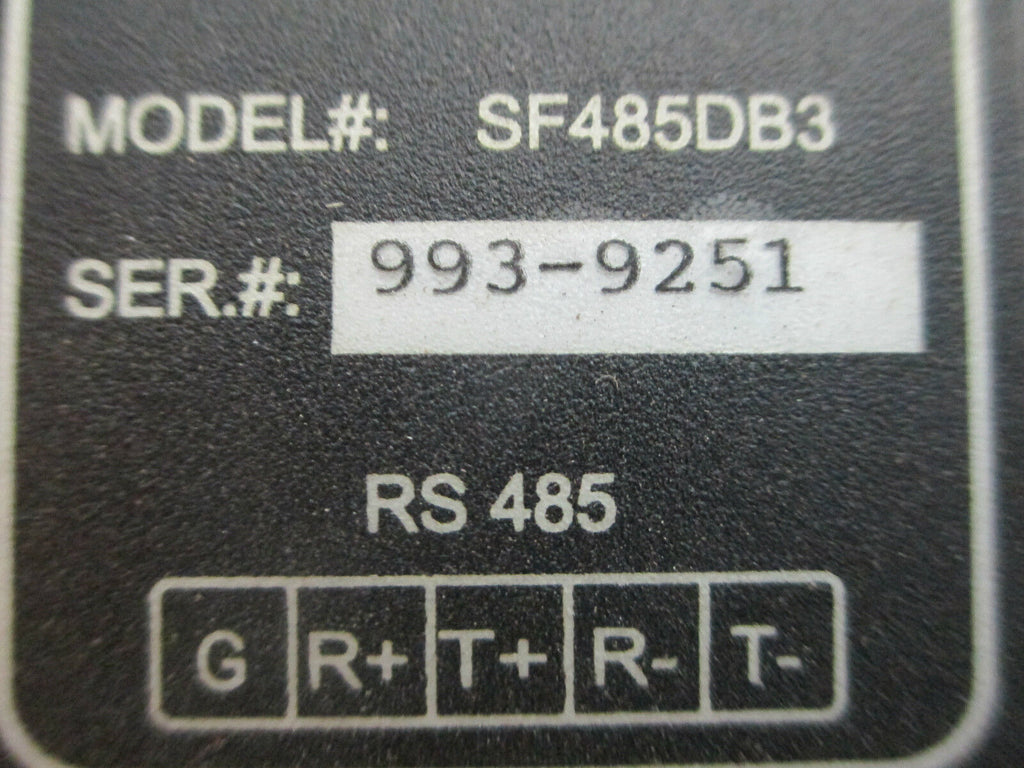 MODEL#: SF485DB3
SER.#: 993-9251
RS 485
G R+ T+ R- T-